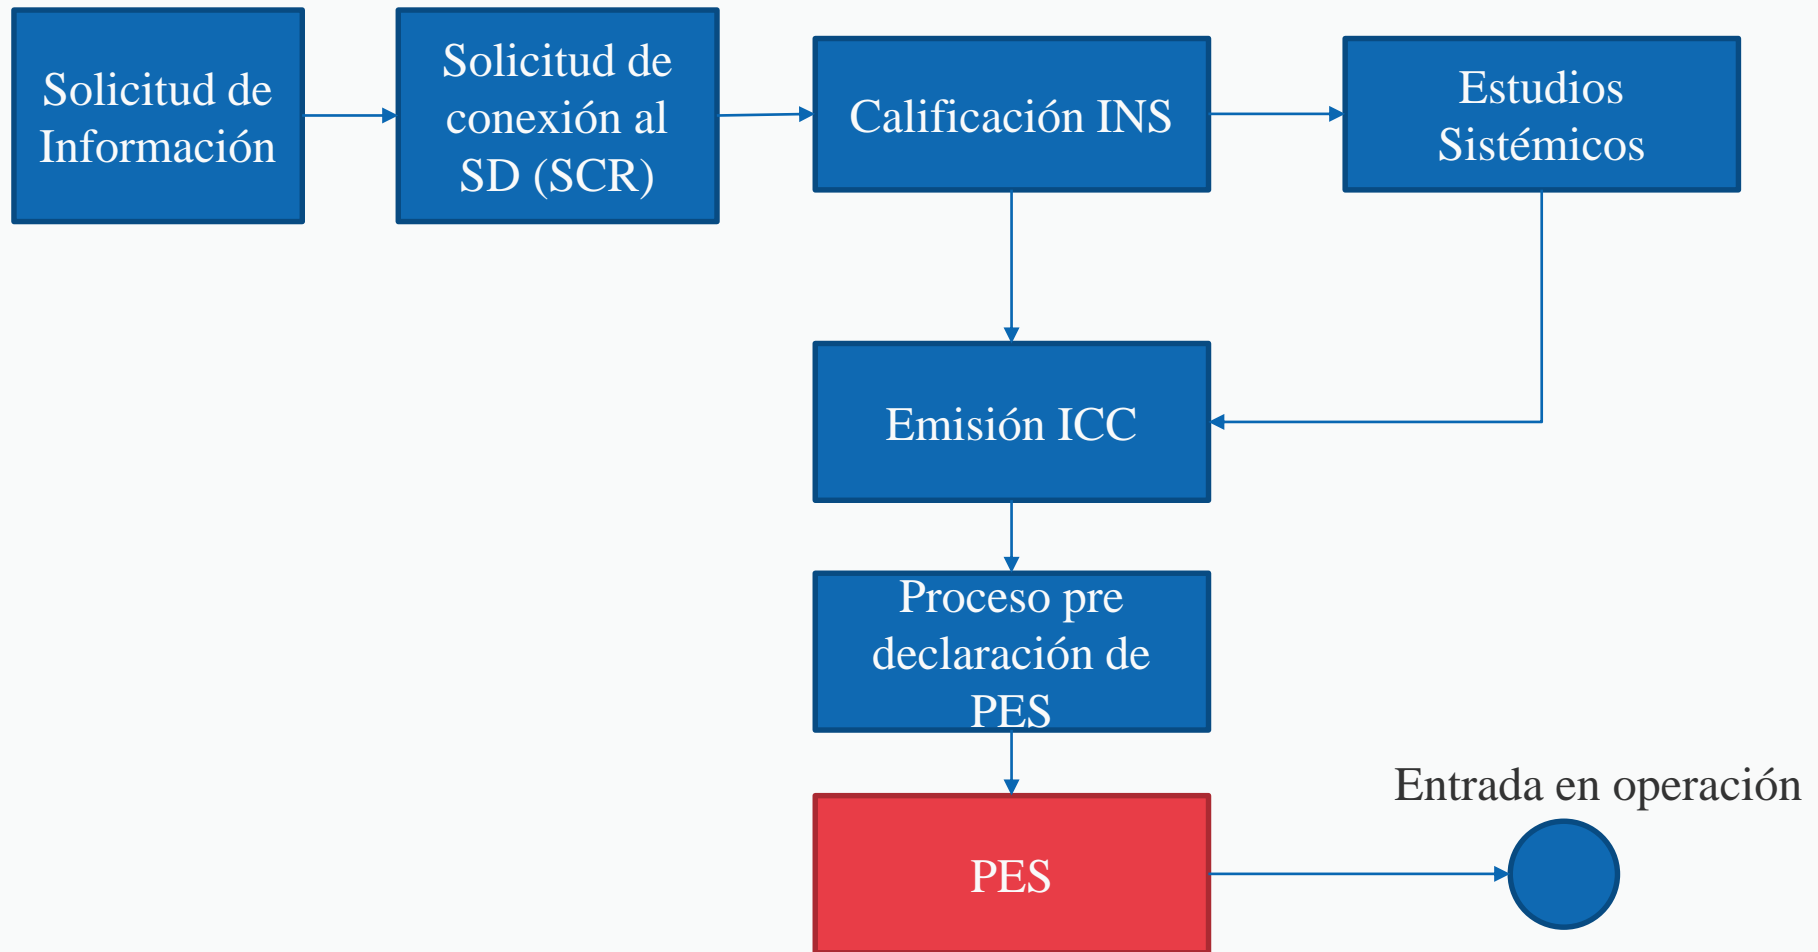 Solicitud de
Información
Solicitud de
conexión al
SD (SCR)
Calificación INS
Estudios
Sistémicos
Emisión ICC
Proceso pre
declaración de
PES
Entrada en operación
PES